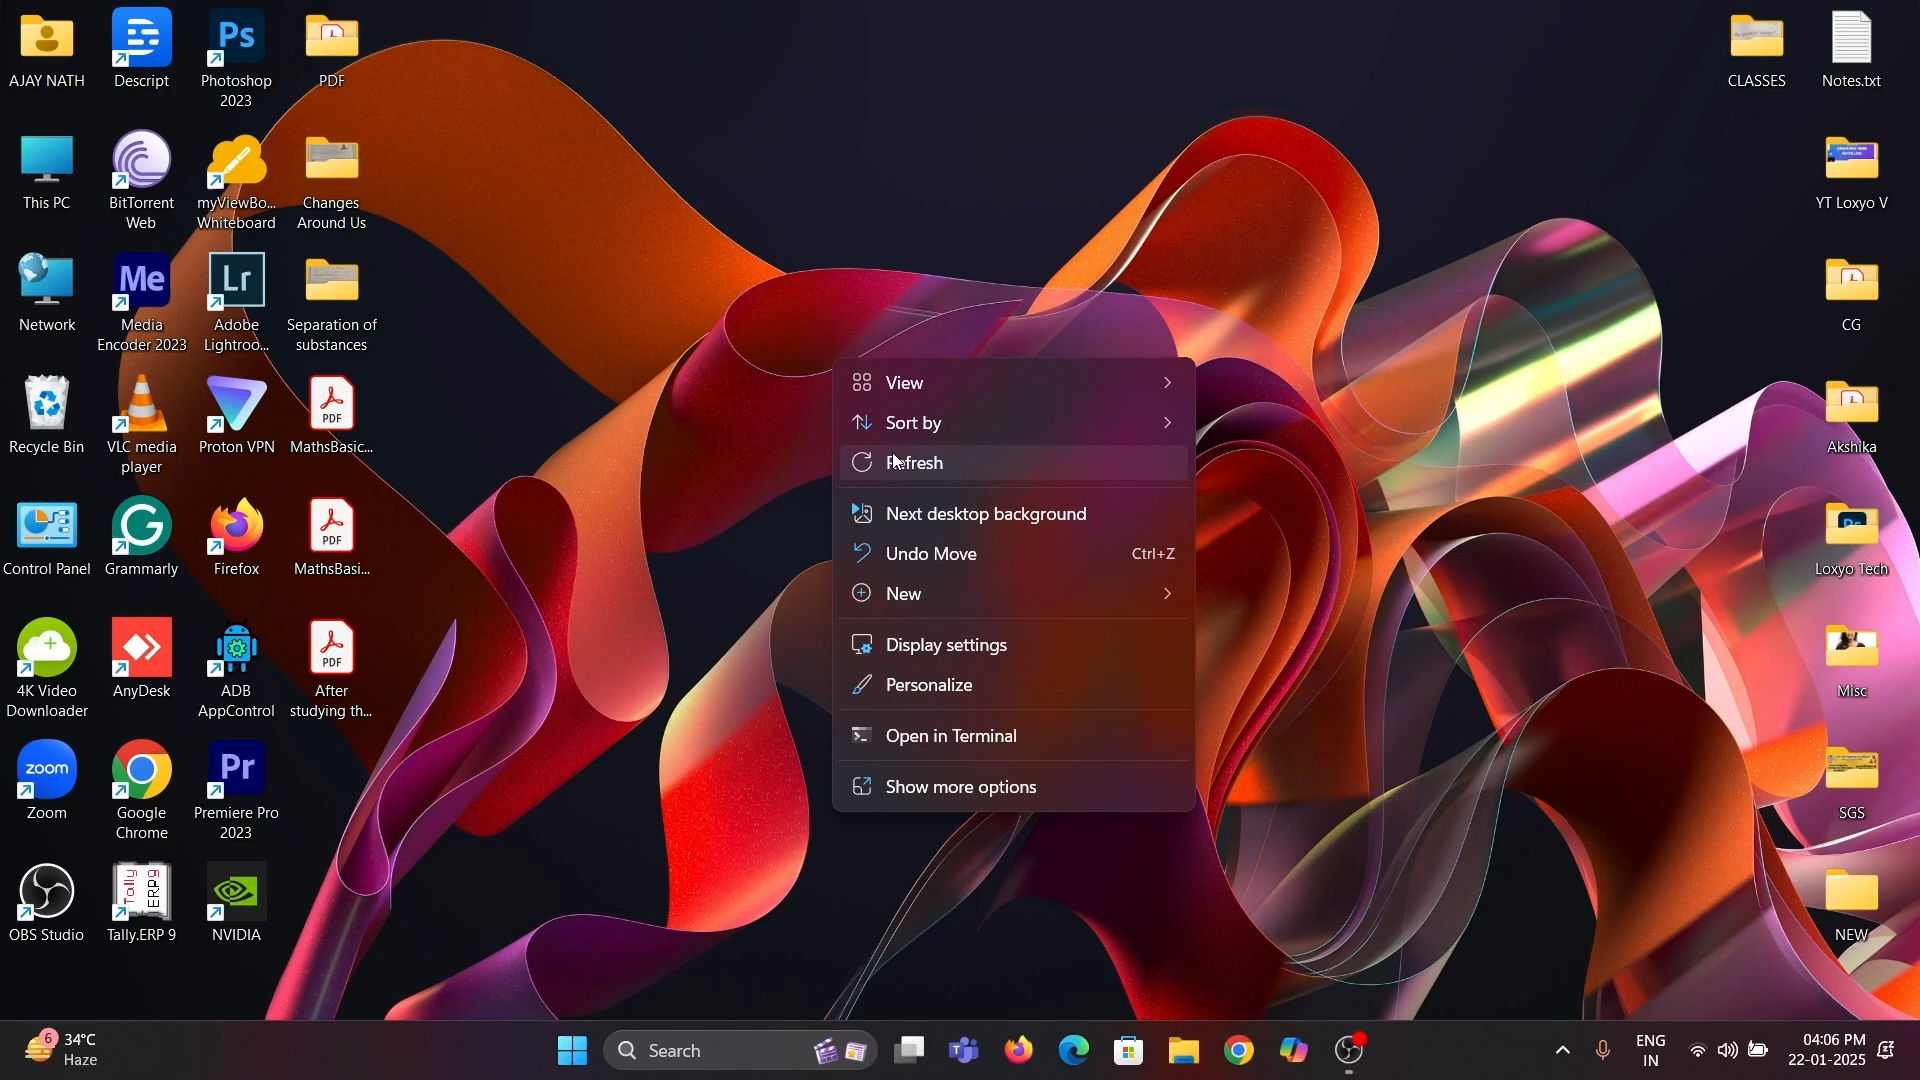 AJAY NATH
Descript
Ps
Photoshop
2023
PDF
CLASSES
Notes.txt
This PC
BitTorrent
Web
myViewBo...
Whiteboard
Changes
Around Us
YT Loxyo V
Network
Me
Media
Encoder 2023
Lr
Adobe
Lightroo...
Separation of
substances
CG
Recycle Bin
VLC media
player
Proton VPN
PDF
MathsBasic...
Akshika
Control Panel
Grammarly
Firefox
PDF
MathsBasi...
Ps
Loxyo Tech
4K Video
Downloader
AnyDesk
ADB
AppControl
PDF
After
studying th...
Misc
zoom
Zoom
Google
Chrome
Pr
Premiere Pro
2023
SGS
OBS Studio
Tally
ERP9
Tally.ERP 9
NVIDIA
NEW
View
Sort by
Refresh
Next desktop background
Undo Move Ctrl+Z
New
Display settings
Personalize
Open in Terminal
Show more options
6
34°C
Haze
Search
ENG
IN
04:06 PM
22-01-2025